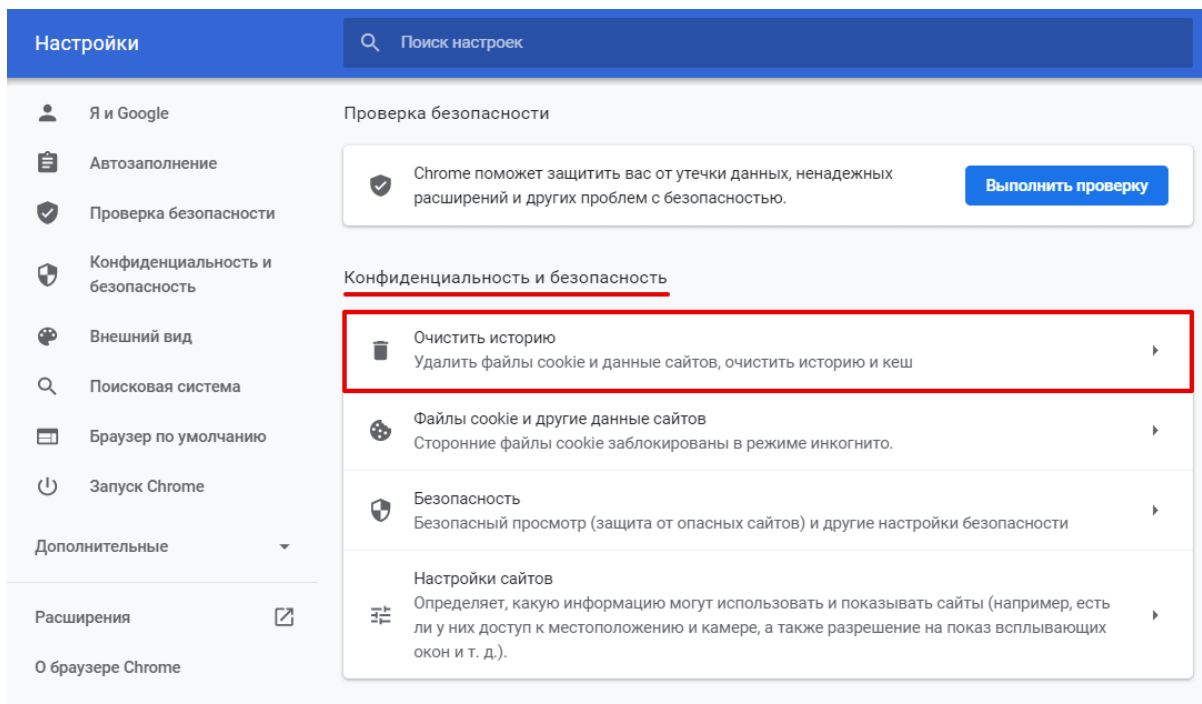 Настройки
Поиск настроек
Я и Google
Автозаполнение
Проверка безопасности
Конфиденциальность и
безопасность
Внешний вид
Поисковая система
Браузер по умолчанию
Запуск Chrome
Дополнительные
Расширения
О браузере Chrome
Проверка безопасности
Chrome поможет защитить вас от утечки данных, ненадежных
расширений и других проблем с безопасностью.
Выполнить проверку
Конфиденциальность и безопасность
Очистить историю
Удалить файлы cookie и данные сайтов, очистить историю и кеш
Файлы cookie и другие данные сайтов
Сторонние файлы cookie заблокированы в режиме инкогнито.
Безопасность
Безопасный просмотр (защита от опасных сайтов) и другие настройки безопасности
Настройки сайтов
Определяет, какую информацию могут использовать и показывать сайты (например, есть
ли у них доступ к местоположению и камере, а также разрешение на показ всплывающих
окон и т. д.).